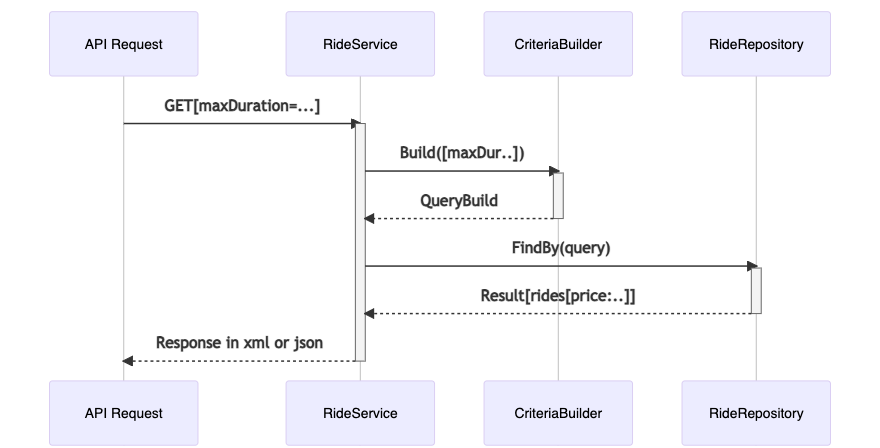 API Request
RideService
CriteriaBuilder
RideRepository
GET[maxDuration=...]
Build([maxDur..])
QueryBuild
FindBy(query)
Result[rides[price:..]]
Response in xml or json
API Request
RideService
CriteriaBuilder
RideRepository